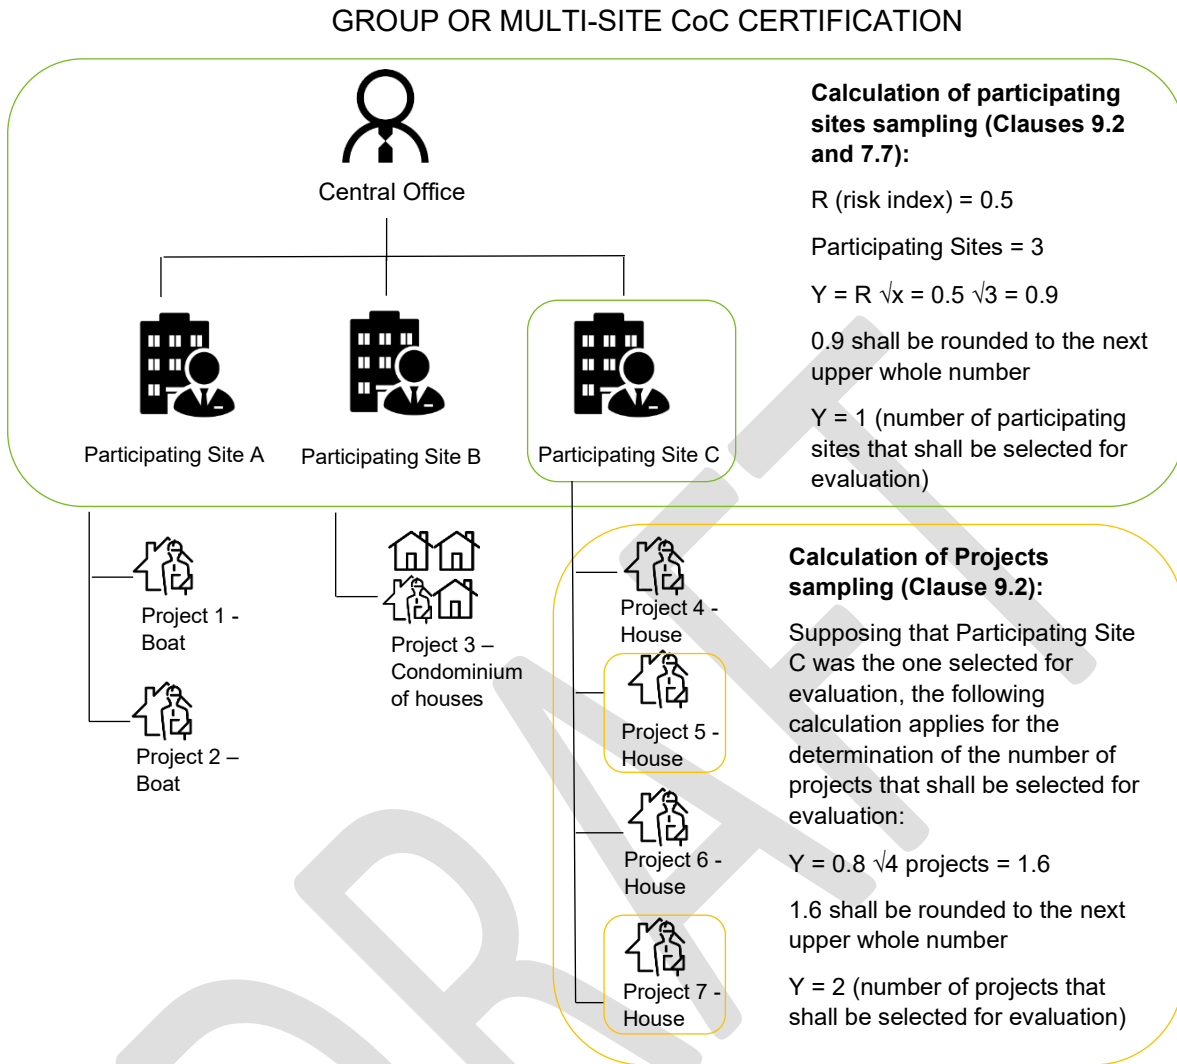 GROUP OR MULTI-SITE CoC CERTIFICATION
Central Office
Participating Site A
Participating Site B
Participating Site C
Calculation of participating
sites sampling (Clauses 9.2
and 7.7):
R (risk index) = 0.5
Participating Sites = 3
Y = R √x = 0.5 √3 = 0.9
0.9 shall be rounded to the next
upper whole number
Y = 1 (number of participating
sites that shall be selected for
evaluation)
Project 1 -
Boat
Project 2 –
Boat
Project 3 –
Condominium
of houses
Project 4 -
House
Project 5 -
House
Project 6 -
House
Project 7 -
House
Calculation of Projects
sampling (Clause 9.2):
Supposing that Participating Site
C was the one selected for
evaluation, the following
calculation applies for the
determination of the number of
projects that shall be selected for
evaluation:
Y = 0.8 √4 projects = 1.6
1.6 shall be rounded to the next
upper whole number
Y = 2 (number of projects that
shall be selected for evaluation)
DRAFT